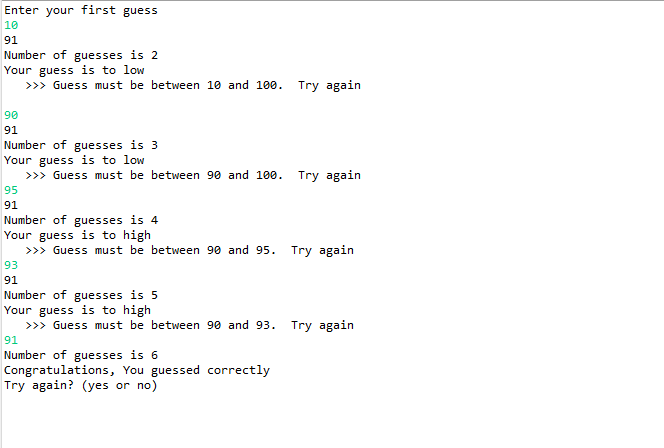 Enter your first guess
10
91
Number of guesses is 2
Your guess is to low
   >>> Guess must be between 10 and 100.  Try again

90
91
Number of guesses is 3
Your guess is to low
   >>> Guess must be between 90 and 100.  Try again
95
91
Number of guesses is 4
Your guess is to high
   >>> Guess must be between 90 and 95.  Try again
93
91
Number of guesses is 5
Your guess is to high
   >>> Guess must be between 90 and 93.  Try again
91
Number of guesses is 6
Congratulations, You guessed correctly
Try again? (yes or no)